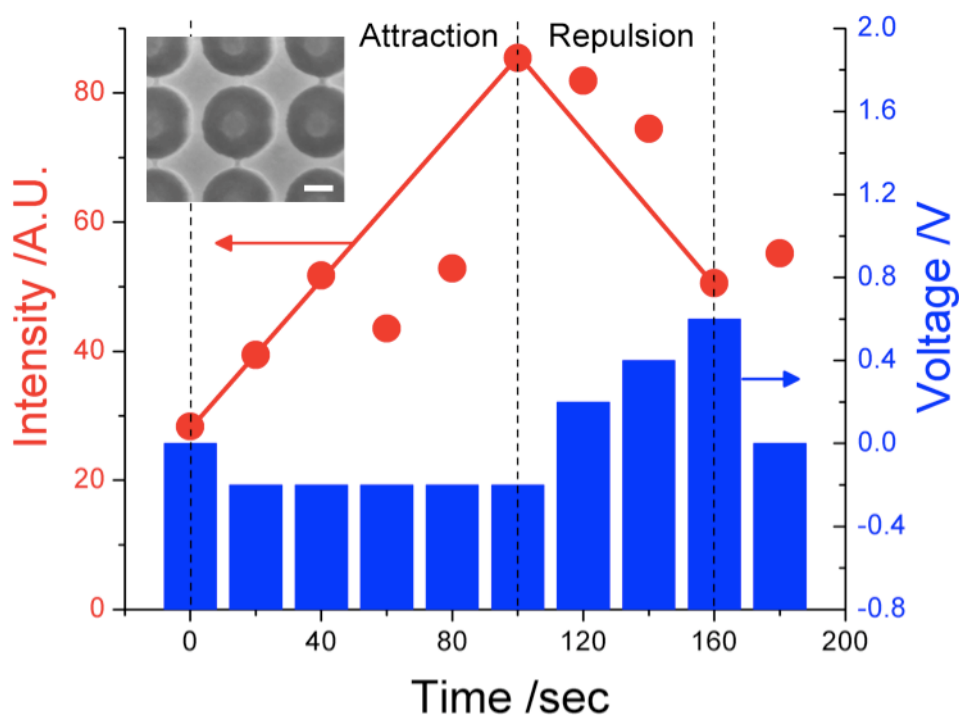 Attraction Repulsion
Intensity /A.U.
80
60
40
20
0
2.0
1.6
1.2
0.8
0.4
0.0
-0.4
-0.8
Voltage /V
0 40 80 120 160 200
Time /sec